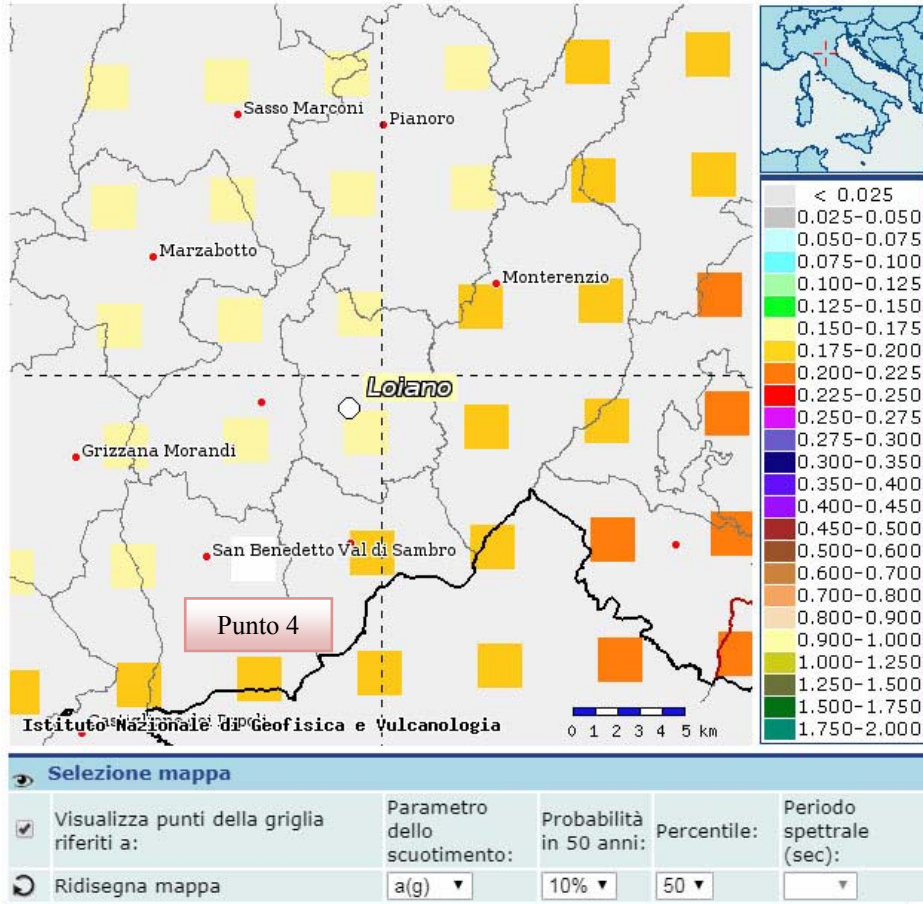 Sasso Marconi
Pianoro
Marzabotto
Monterenzio
Loiano
Grizzana Morandi
San Benedetto Val di Sambro
Punto 4
Istituto Nazionale di Geofisica e Vulcanologia
0 1 2 3 4 5 km
< 0.025
0.025-0.050
0.050-0.075
0.075-0.100
0.100-0.125
0.125-0.150
0.150-0.175
0.175-0.200
0.200-0.225
0.225-0.250
0.250-0.275
0.275-0.300
0.300-0.350
0.350-0.400
0.400-0.450
0.450-0.500
0.500-0.600
0.600-0.700
0.700-0.800
0.800-0.900
0.900-1.000
1.000-1.250
1.250-1.500
1.500-1.750
1.750-2.000
Selezione mappa
Visualizza punti della griglia
riferiti a:
Parametro
dello
scuotimento:
Probabilità
in 50 anni:
Percentile:
Periodo
spettrale
(sec):
Ridisegna mappa
a(g)
10%
50